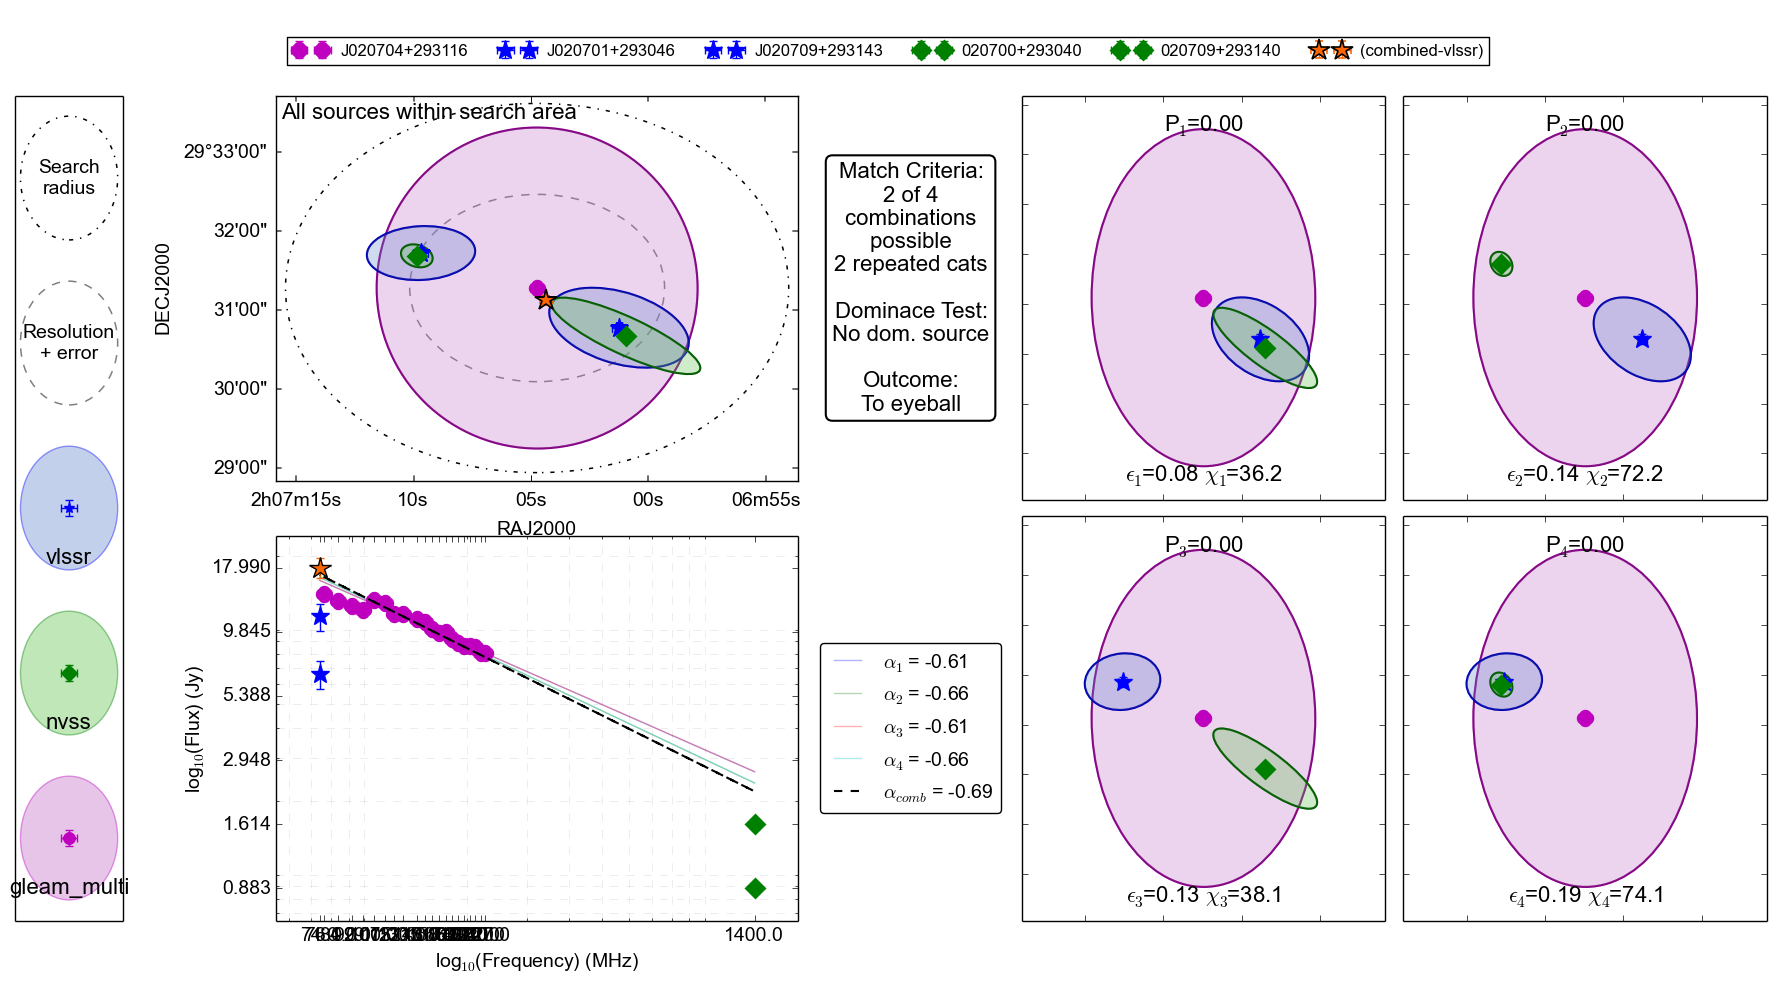 J020704+293116 J020701+293046 J020709+293143 020700+293040 020709+293140 (combined-vlssr)
Search
radius
Resolution
+ error
vlssr
nvss
gleam_multi
All sources within search area
DECJ2000
29°33'00"
32'00"
31'00"
30'00"
29'00"
2h07m15s 10s 05s 00s 06m55s
RAJ2000
Match Criteria:
2 of 4
combinations
possible
2 repeated cats
Dominace Test:
No dom. source
Outcome:
To eyeball
P1=0.00
ϵ1=0.08 χ1=36.2
P2=0.00
ϵ2=0.14 χ2=72.2
log10(Flux) (Jy)
17.990
9.845
5.388
2.948
1.614
0.883
1400.0
log10(Frequency) (MHz)
α1 = -0.61
α2 = -0.66
α3 = -0.61
α4 = -0.66
αcomb = -0.69
P3=0.00
ϵ3=0.13 χ3=38.1
P4=0.00
ϵ4=0.19 χ4=74.1